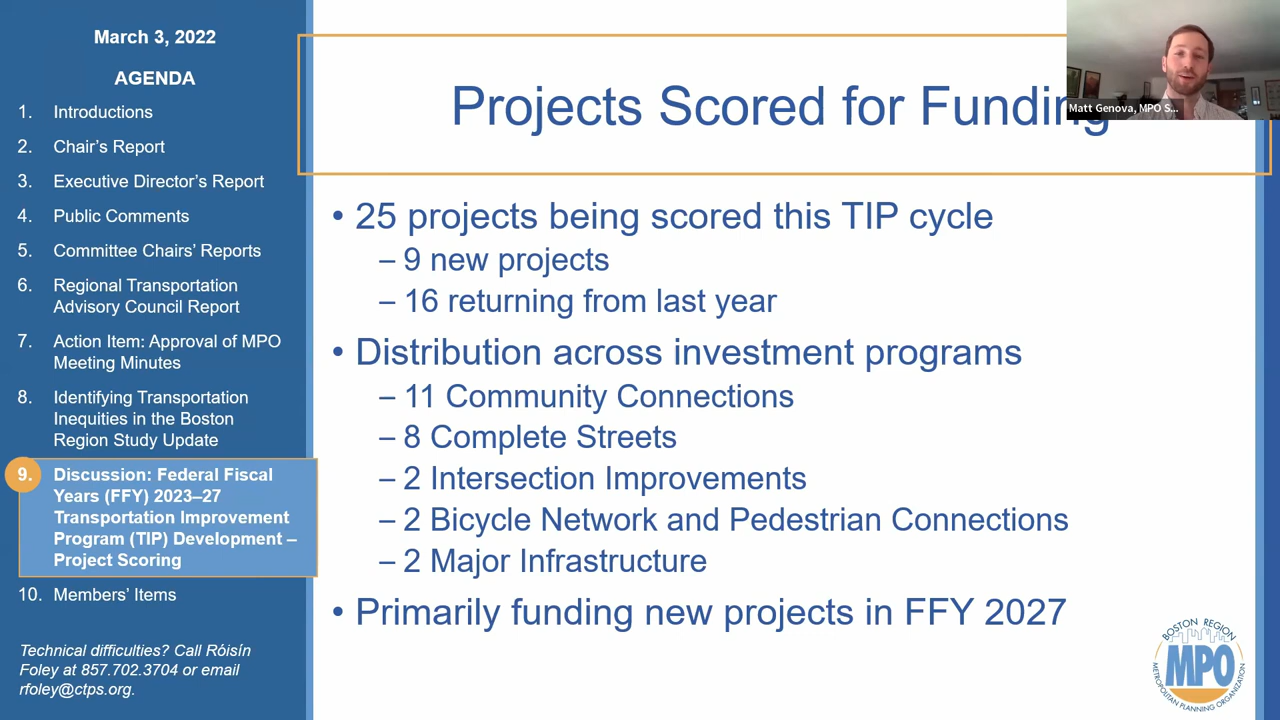 March 3, 2022
AGENDA
1. Introductions
2. Chair's Report
3. Executive Director's Report
4. Public Comments
5. Committee Chairs' Reports
6. Regional Transportation
Advisory Council Report
7. Action Item: Approval of MPO
Meeting Minutes
8. Identifying Transportation
Inequities in the Boston
Region Study Update
9. Discussion: Federal Fiscal
Years (FFY) 2023–27
Transportation Improvement
Program (TIP) Development –
Project Scoring
10. Members' Items
Technical difficulties? Call Róisín
Foley at 857.702.3704 or email
rfoley@ctps.org.
Projects Scored for Funding
Matt Genova, MPO S...
• 25 projects being scored this TIP cycle
– 9 new projects
– 16 returning from last year
• Distribution across investment programs
– 11 Community Connections
– 8 Complete Streets
– 2 Intersection Improvements
– 2 Bicycle Network and Pedestrian Connections
– 2 Major Infrastructure
• Primarily funding new projects in FFY 2027
BOSTON REGION
MPO
METROPOLITAN PLANNING ORGANIZATION